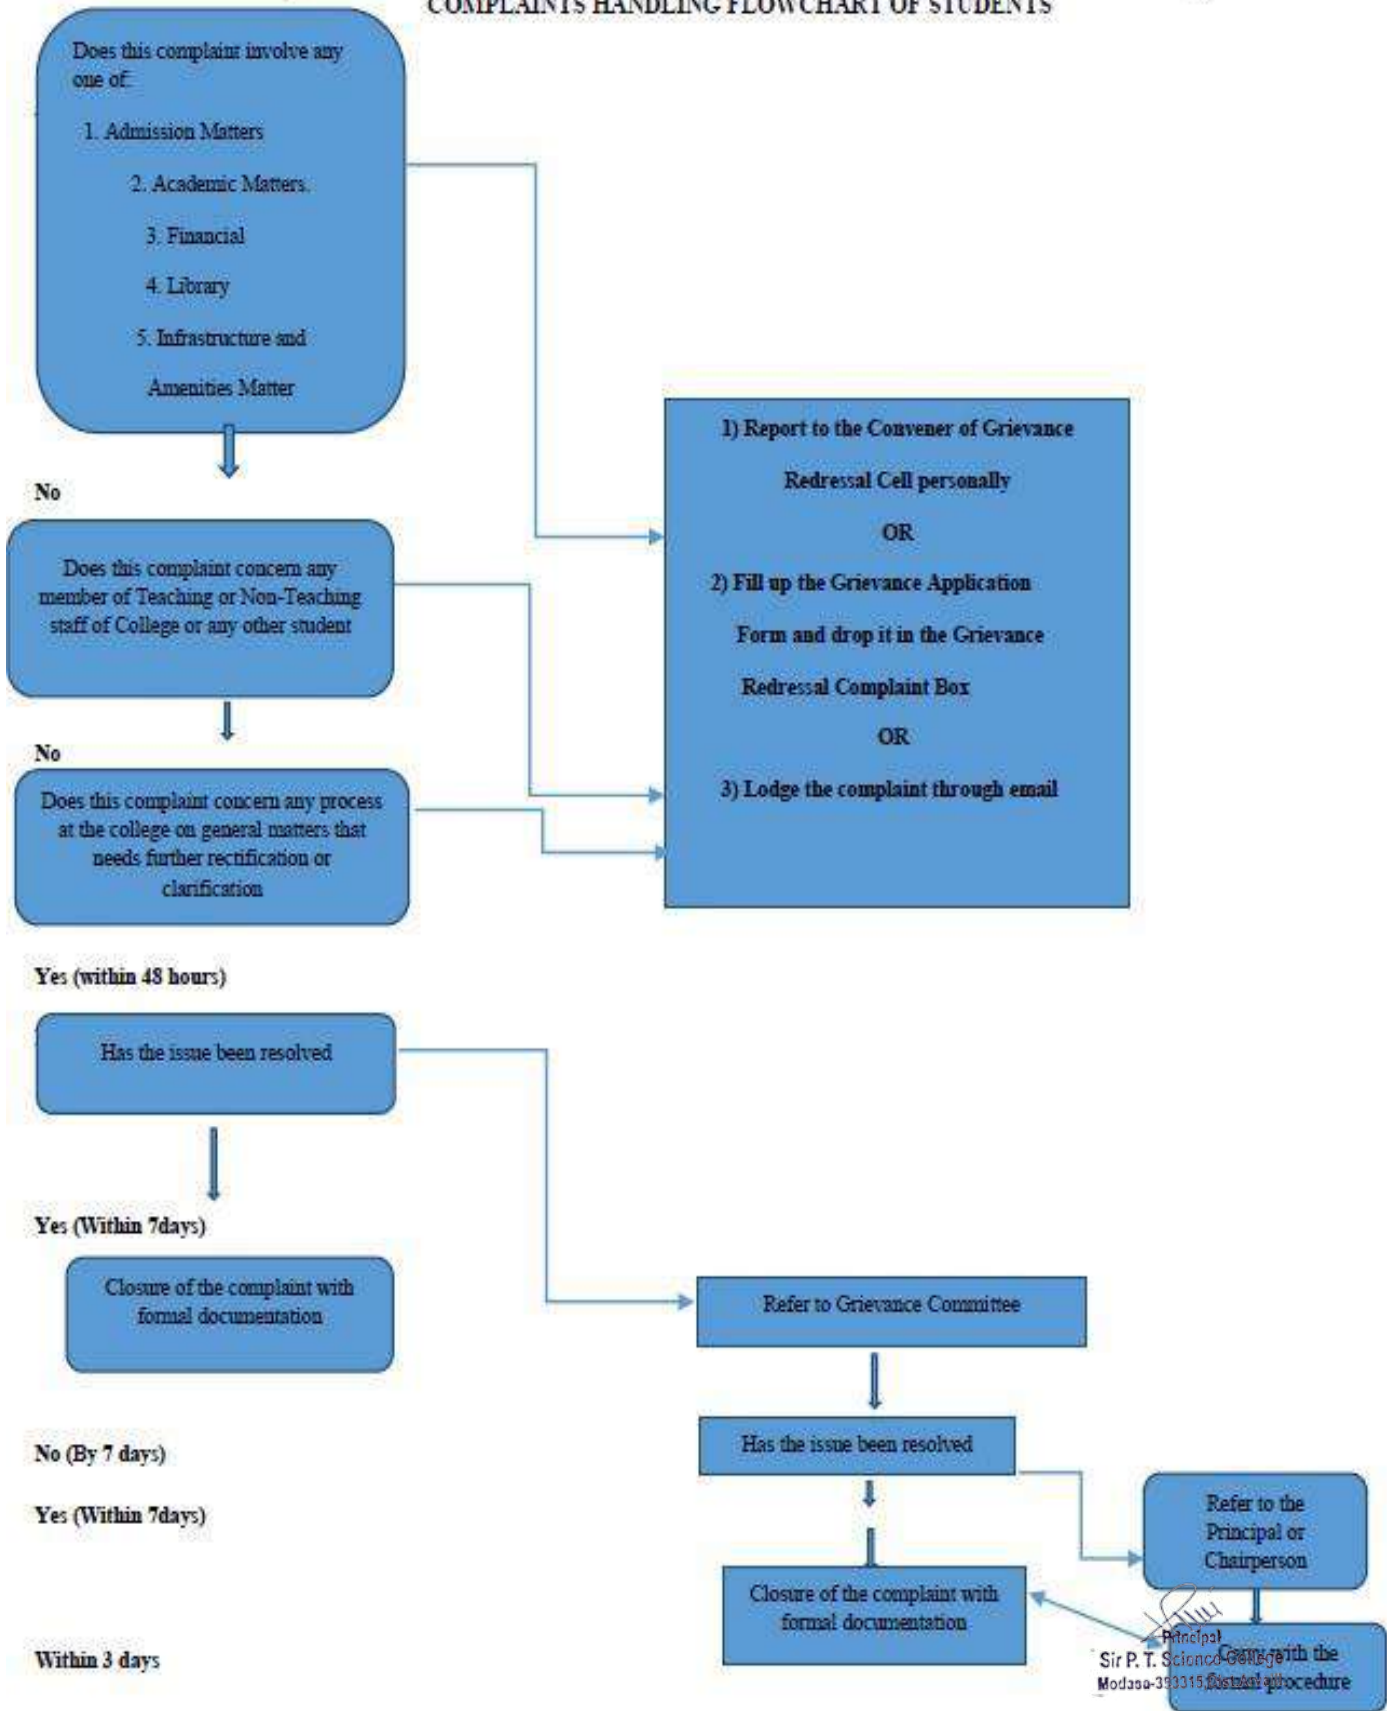 COMPLAINTS HANDLING FLOWCHART OF STUDENTS
Does this complaint involve any
one of:
1. Admission Matters
2. Academic Matters.
3. Financial
4. Library
5. Infrastructure and
Amenities Matter
No
Does this complaint concern any
member of Teaching or Non-Teaching
staff of College or any other student
No
Does this complaint concern any process
at the college on general matters that
needs further rectification or
clarification
1) Report to the Convener of Grievance
Redressal Cell personally
OR
2) Fill up the Grievance Application
Form and drop it in the Grievance
Redressal Complaint Box
OR
3) Lodge the complaint through email
Yes (within 48 hours)
Has the issue been resolved
Yes (Within 7days)
Closure of the complaint with
formal documentation
Refer to Grievance Committee
No (By 7 days)
Has the issue been resolved
Yes (Within 7days)
Refer to the
Principal or
Chairperson
Closure of the complaint with
formal documentation
Within 3 days
Carry with the
formal procedure
Principal
Sir P. T. Science College